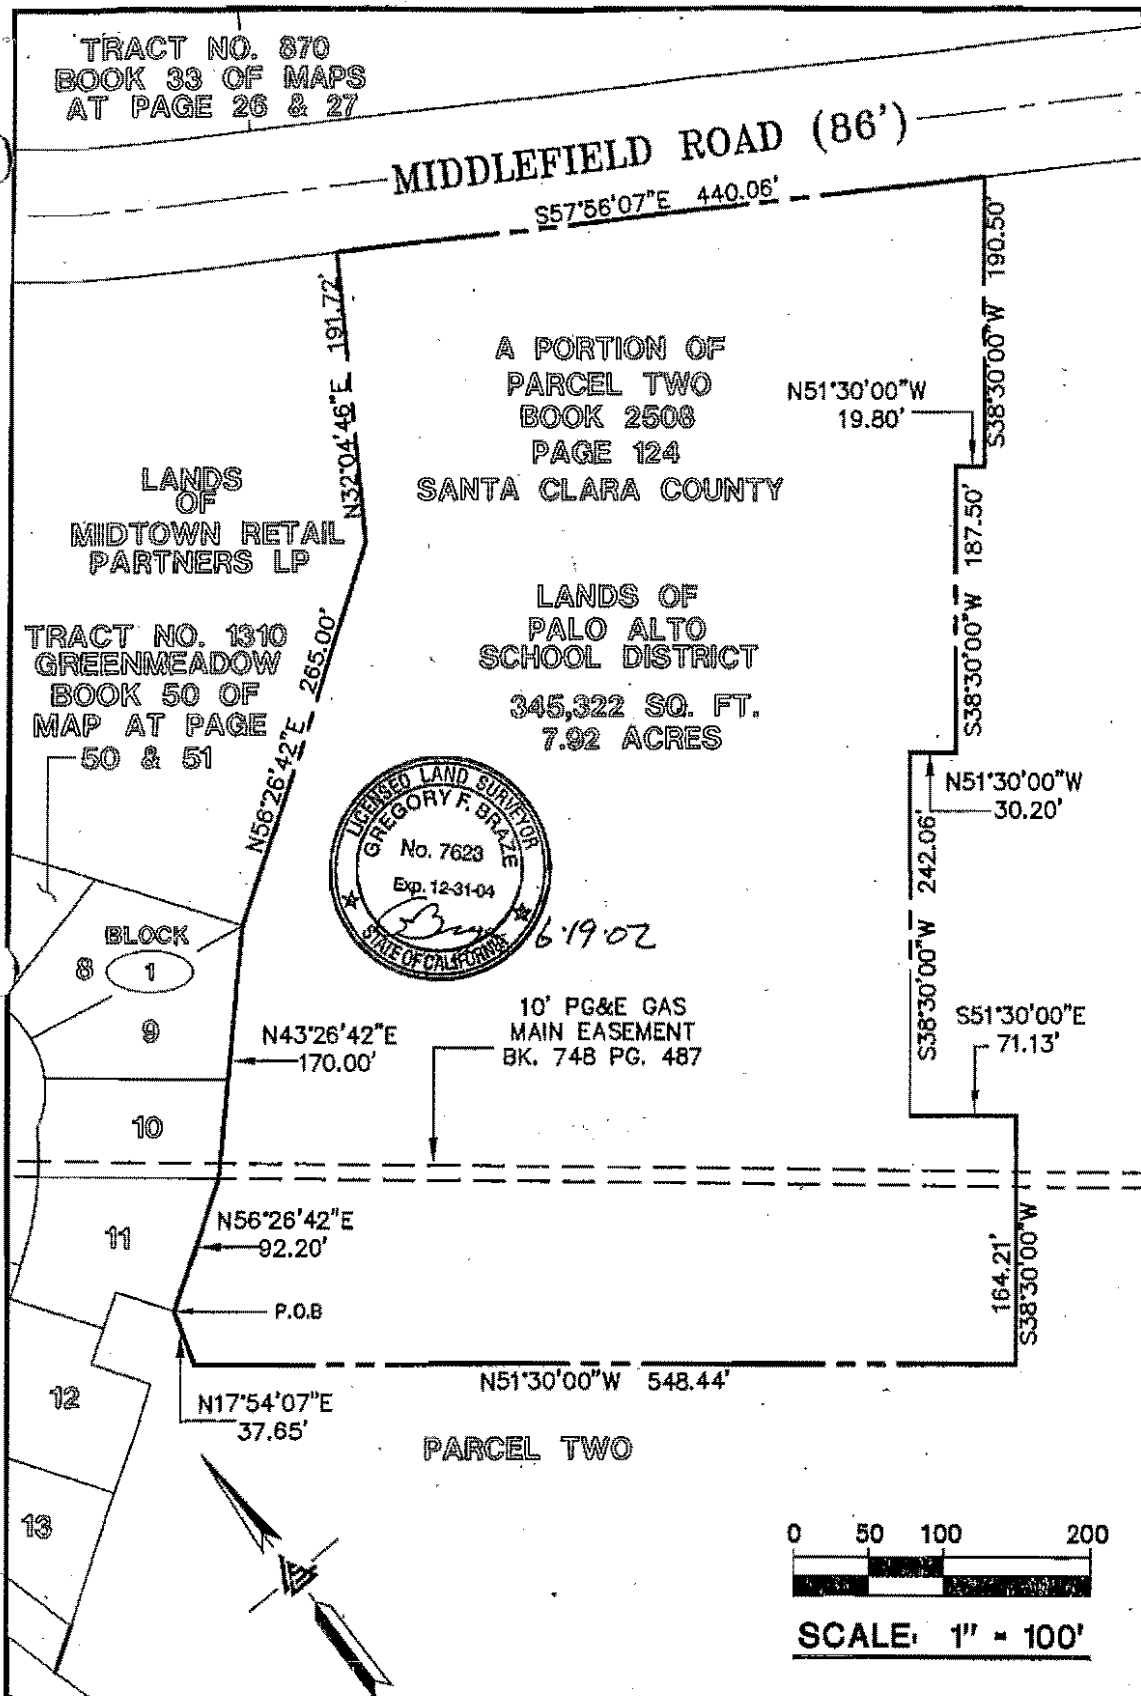 TRACT NO. 870
BOOK 33 OF MAPS
AT PAGE 26 & 27
MIDDLEFIELD ROAD (86')
S57°56'07"E 440.06'
N32°04'46"E 191.72'
S38°30'00"W 190.50'
A PORTION OF
PARCEL TWO
BOOK 2508
PAGE 124
SANTA CLARA COUNTY
N51°30'00"W
19.80'
LANDS
OF
MIDTOWN RETAIL
PARTNERS LP
S38°30'00"W 187.50'
LANDS OF
PALO ALTO
SCHOOL DISTRICT
345,322 SQ. FT.
7.92 ACRES
TRACT NO. 1310
GREENMEADOW
BOOK 50 OF
MAP AT PAGE
50 & 51
N56°26'42"E 265.00'
N51°30'00"W
30.20'
LICENSED LAND SURVEYOR
GREGORY F. BRAZE
No. 7623
Exp. 12-31-04
STATE OF CALIFORNIA
6·19·02
S38°30'00"W 242.06'
BLOCK
8
1
9
N43°26'42"E
170.00'
10' PG&E GAS
MAIN EASEMENT
BK. 748 PG. 487
S51°30'00"E
71.13'
10
11
N56°26'42"E
92.20'
164.21'
S38°30'00"W
P.O.B
N51°30'00"W 548.44'
12
N17°54'07"E
37.65'
PARCEL TWO
13
0 50 100 200
SCALE: 1" = 100'